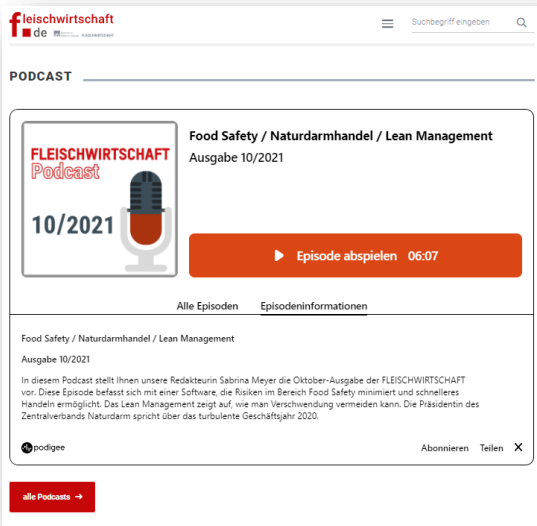 fleischwirtschaft
de
FLEISCHWIRTSCHAFT
Suchbegriff eingeben
PODCAST
FLEISCHWIRTSCHAFT
Podcast
10/2021
Food Safety / Naturdarmhandel / Lean Management
Ausgabe 10/2021
Episode abspielen 06:07
Alle Episoden Episodeninformationen
Food Safety / Naturdarmhandel / Lean Management
Ausgabe 10/2021
In diesem Podcast stellt Ihnen unsere Redakteurin Sabrina Meyer die Oktober-Ausgabe der FLEISCHWIRTSCHAFT
vor. Diese Episode befasst sich mit einer Software, die Risiken im Bereich Food Safety minimiert und schnelleres
Handeln ermöglicht. Das Lean Management zeigt auf, wie man Verschwendung vermeiden kann. Die Präsidentin des
Zentralverbands Naturdarm spricht über das turbulente Geschäftsjahr 2020.
podigee
Abonnieren Teilen X
alle Podcasts →